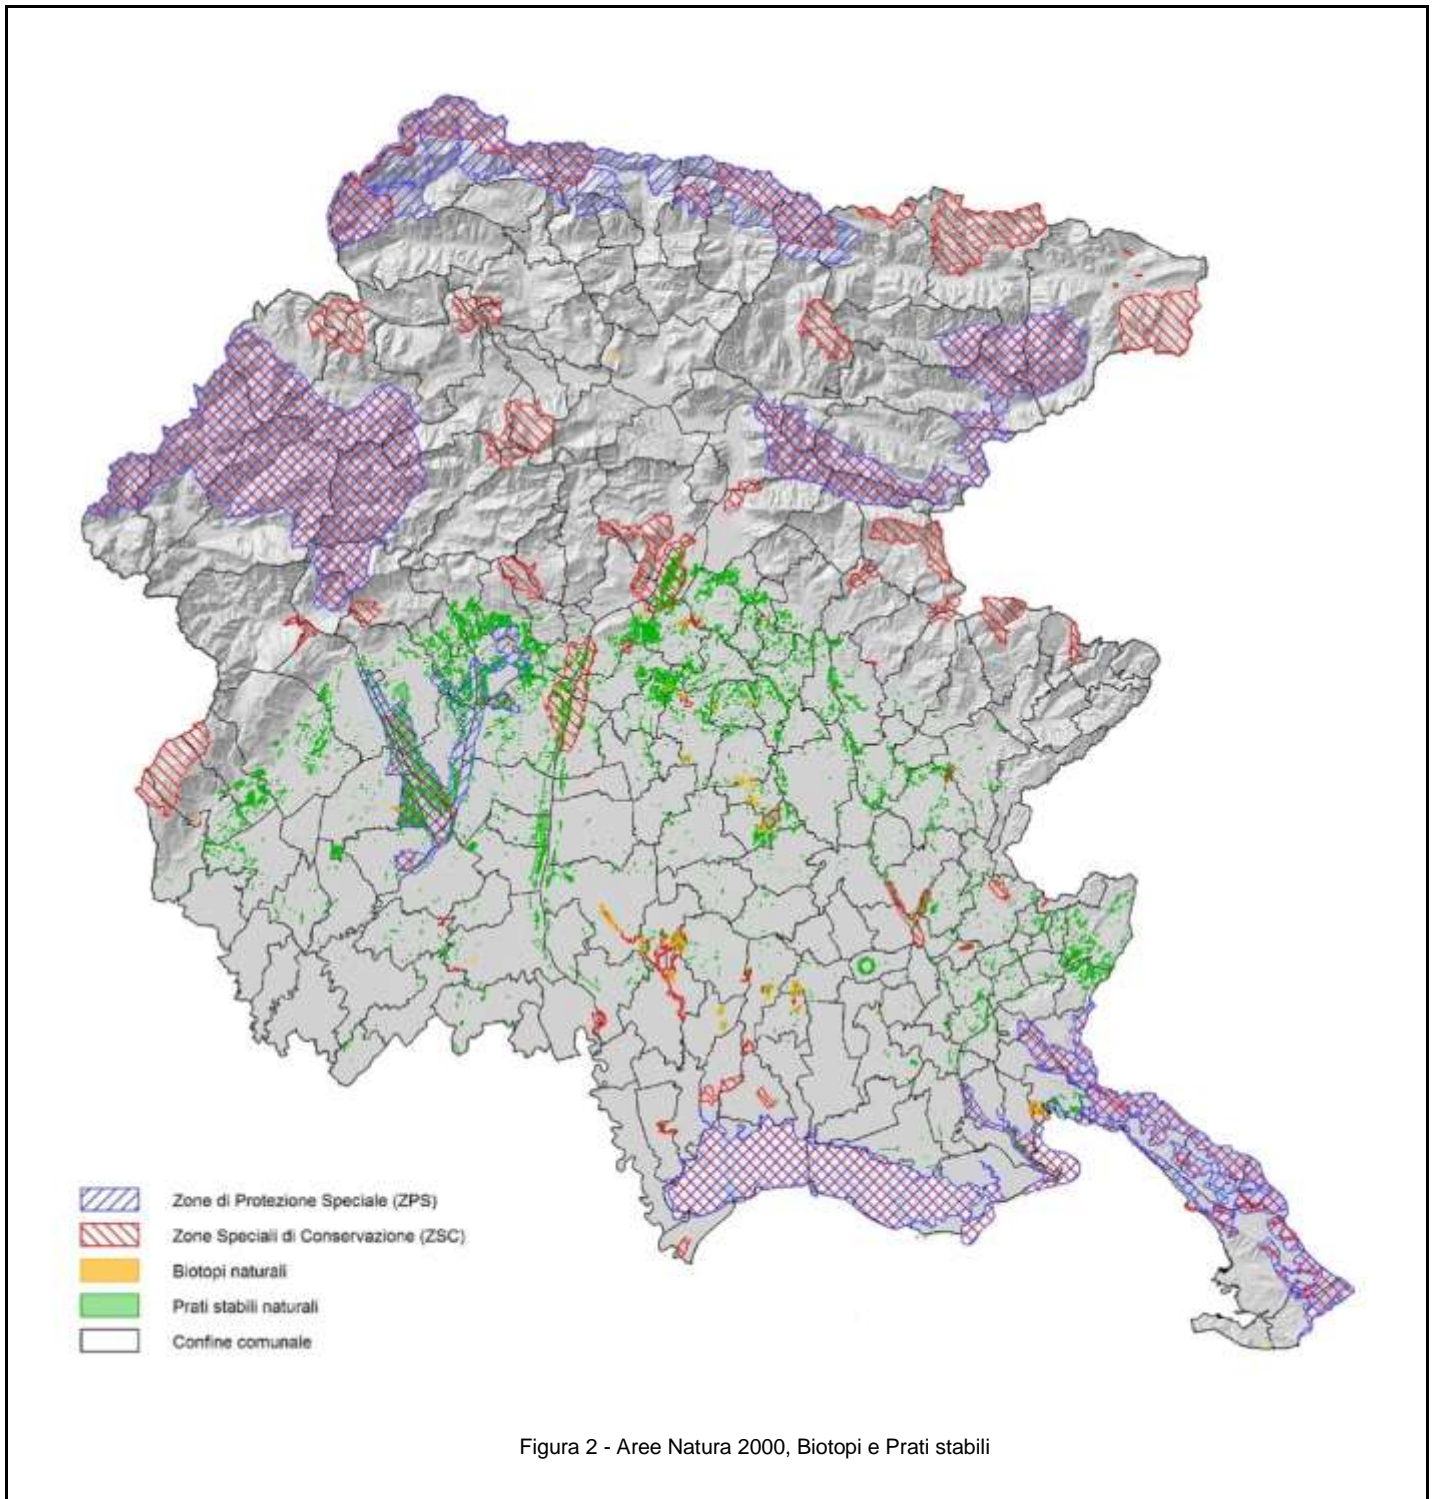 Zone di Protezione Speciale (ZPS)
Zone Speciali di Conservazione (ZSC)
Biotopi naturali
Prati stabili naturali
Confine comunale
Figura 2 - Aree Natura 2000, Biotopi e Prati stabili